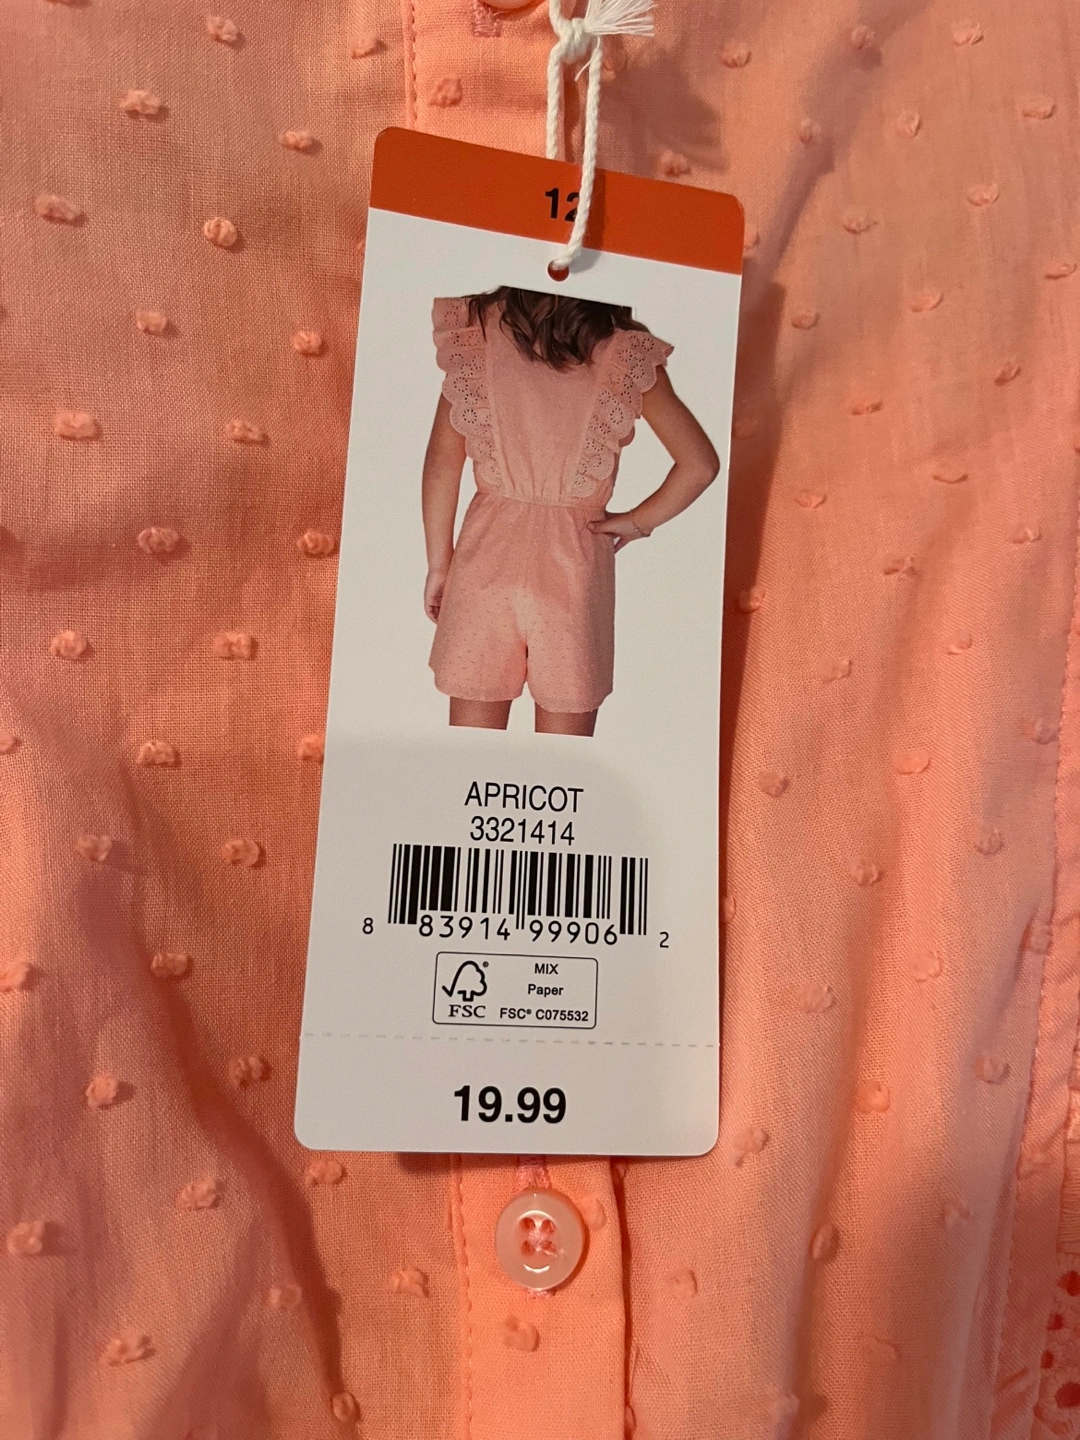 12
APRICOT
3321414
8 83914 99906 2
MIX
Paper
FSC® C075532
FSC
19.99